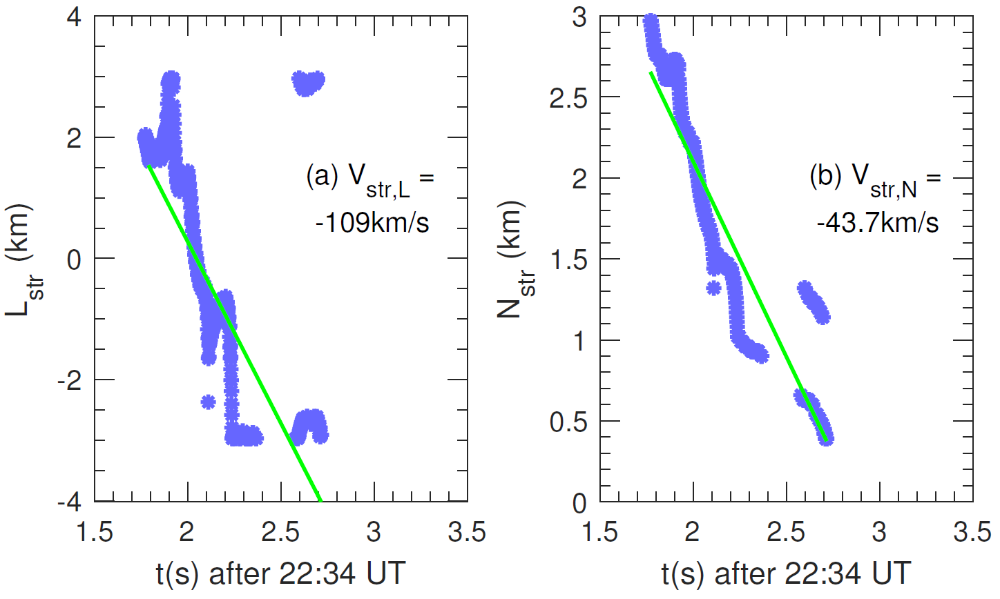 4
2
0
-2
-4
1.5 2 2.5 3 3.5
t(s) after 22:34 UT
L_str (km)
(a) V_str,L =
-109km/s
3
2.5
2
1.5
1
0.5
0
1.5 2 2.5 3 3.5
t(s) after 22:34 UT
N_str (km)
(b) V_str,N =
-43.7km/s